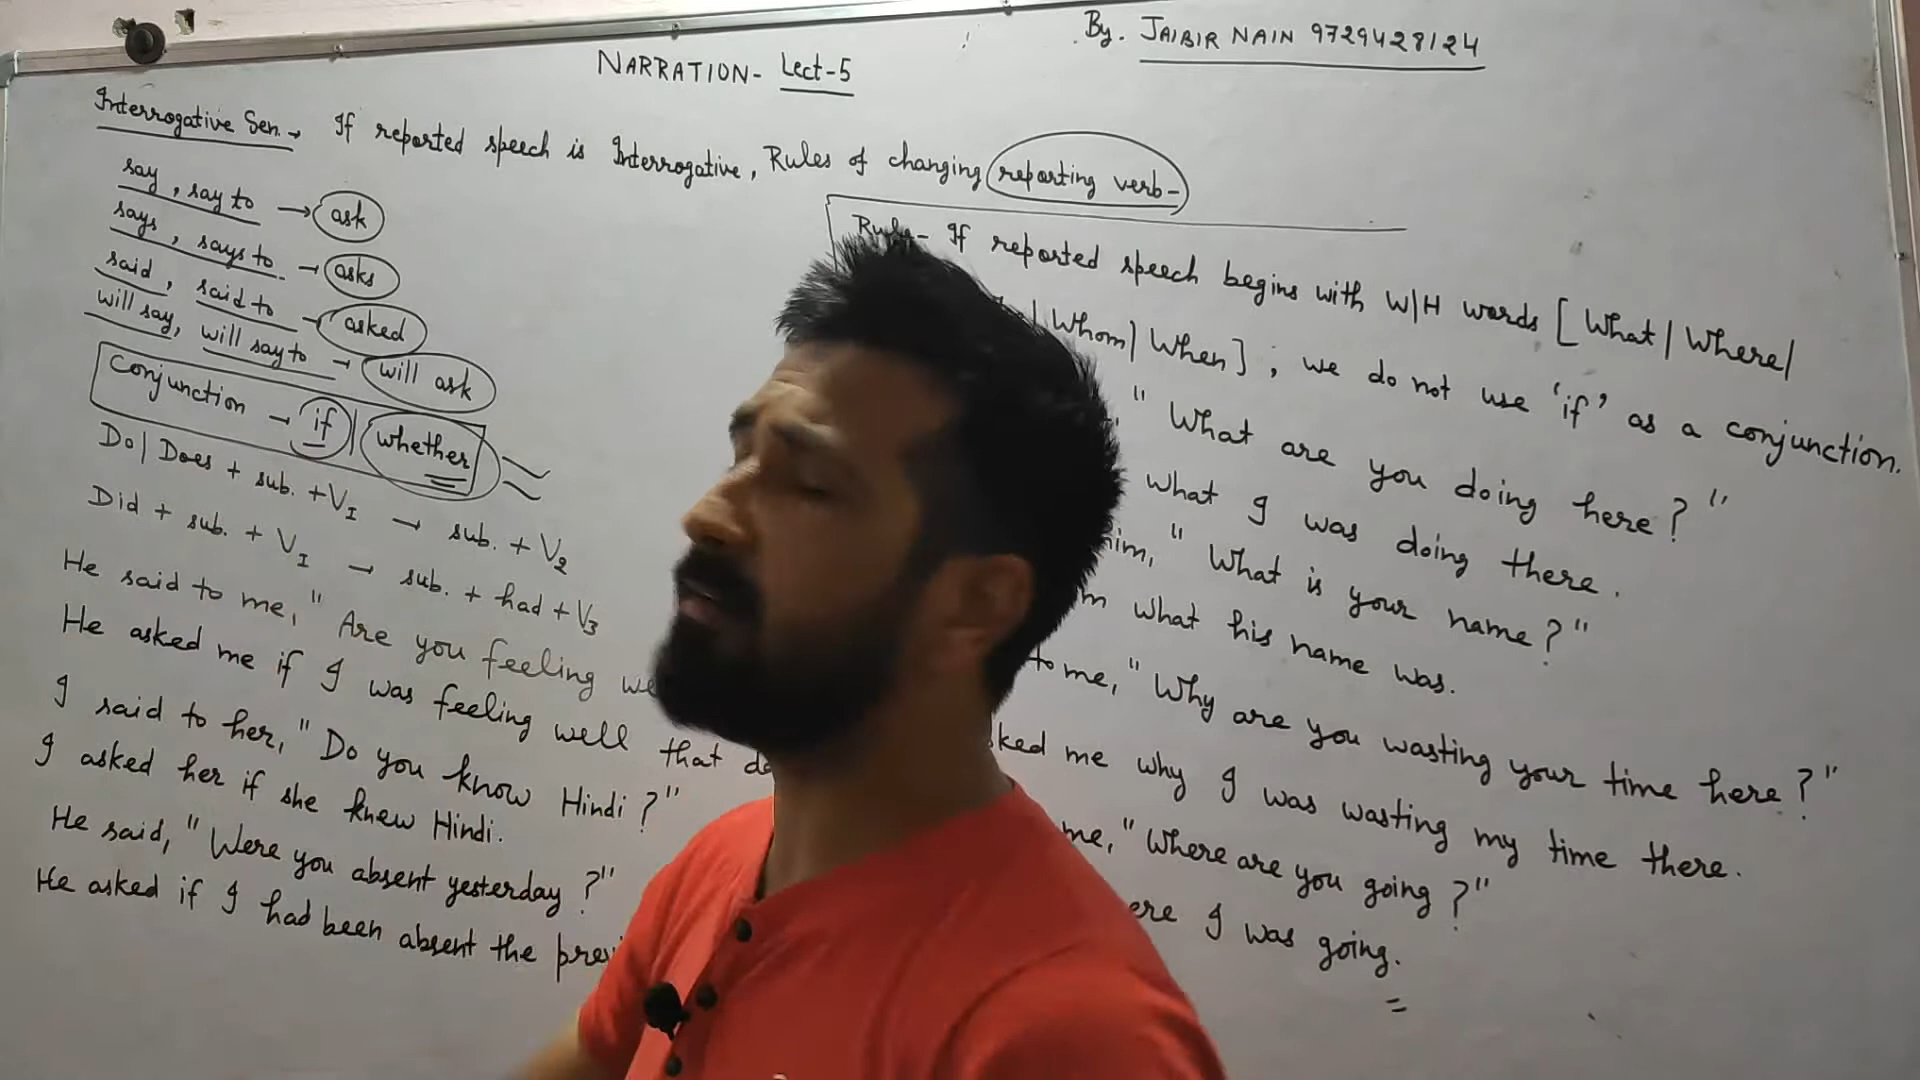 By. JAIBIR NAIN 9729428124
NARRATION- Lect-5
Interrogative Sen. → If reported speech is Interrogative, Rules of changing reporting verb-
say, say to → ask
says, says to → asks
said, said to → asked
will say, will say to → will ask
Conjunction → if | whether
Do | Does + sub. + V1 → sub. + V2
Did + sub. + V1 → sub. + had + V3
He said to me, " Are you feeling
He asked me if I was feeling well that
I said to her, " Do you know Hindi ? "
I asked her if she knew Hindi.
He said, " Were you absent yesterday ? "
He asked if I had been absent the
Rule- If reported speech begins with W|H words [ What | Where |
| Whom | When ] , we do not use 'if' as a conjunction.
" What are you doing here ? "
what I was doing there.
" What is your name ? "
what his name was.
to me, " Why are you wasting your time here ? "
me why I was wasting my time there.
me, " Where are you going ? "
I was going.
=